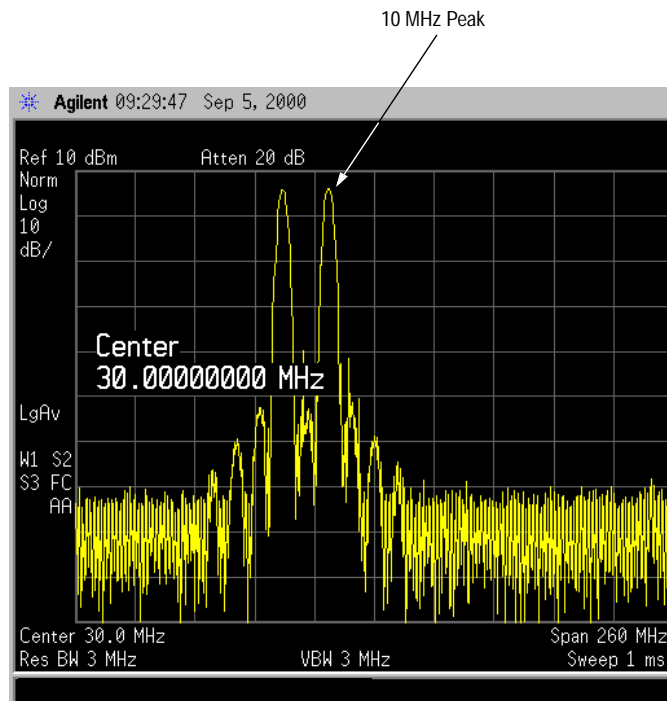 10 MHz Peak
Agilent 09:29:47 Sep 5, 2000
Ref 10 dBm Atten 20 dB
Norm
Log
10
dB/
Center
30.00000000 MHz
LgAv
W1 S2
S3 FC
AA
Center 30.0 MHz Span 260 MHz
Res BW 3 MHz VBW 3 MHz Sweep 1 ms